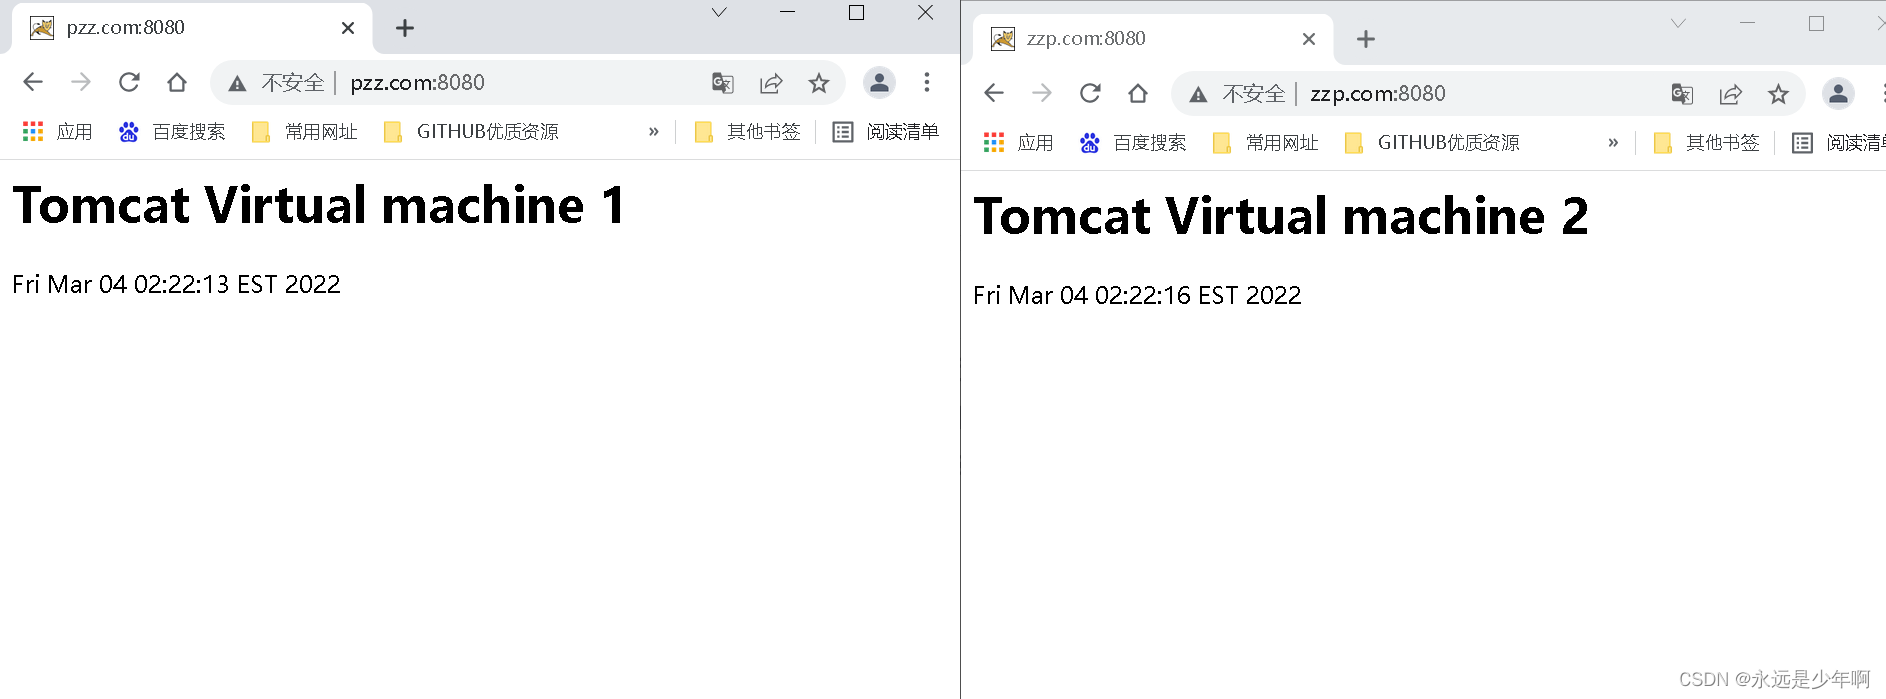 pzz.com:8080
不安全 pzz.com:8080
应用 百度搜索 常用网址 GITHUB优质资源 » 其他书签 阅读清单
Tomcat Virtual machine 1
Fri Mar 04 02:22:13 EST 2022
zzp.com:8080
不安全 zzp.com:8080
应用 百度搜索 常用网址 GITHUB优质资源 » 其他书签 阅读清
Tomcat Virtual machine 2
Fri Mar 04 02:22:16 EST 2022
CSDN @永远是少年啊